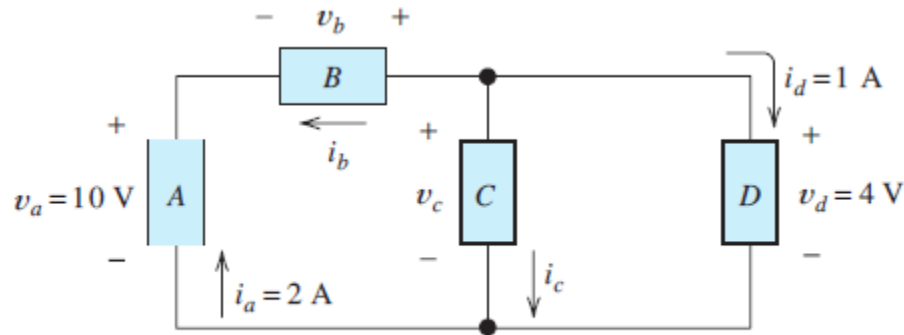 − v_b +
B
i_d = 1 A
i_b
+
v_a = 10 V
A
−
+
v_c
C
−
+
D
v_d = 4 V
−
i_a = 2 A
i_c